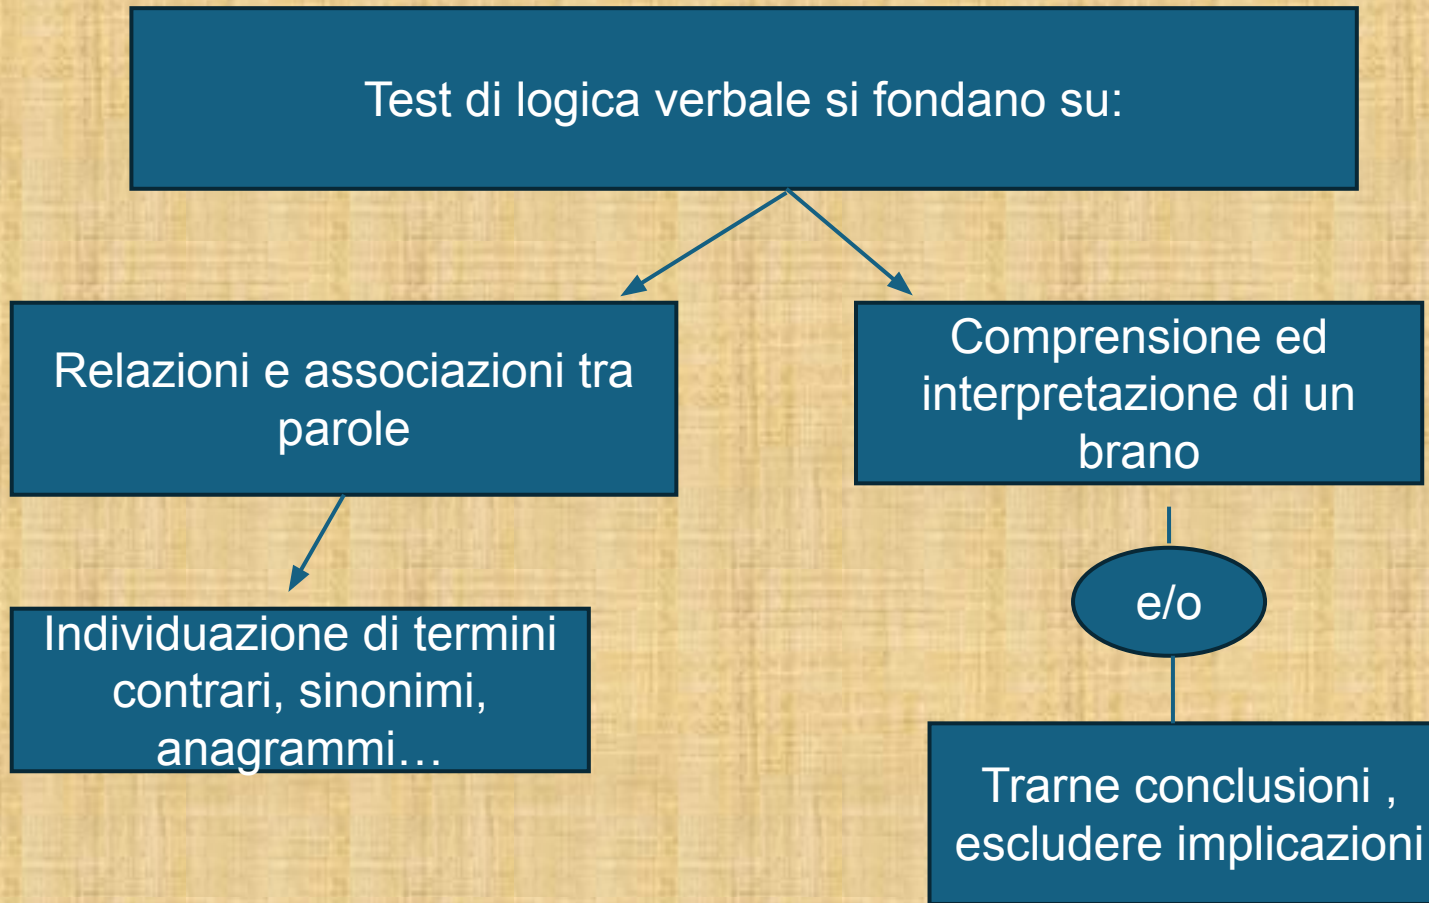 Test di logica verbale si fondano su:
Relazioni e associazioni tra
parole
Comprensione ed
interpretazione di un
brano
Individuazione di termini
contrari, sinonimi,
anagrammi…
e/o
Trarne conclusioni ,
escludere implicazioni